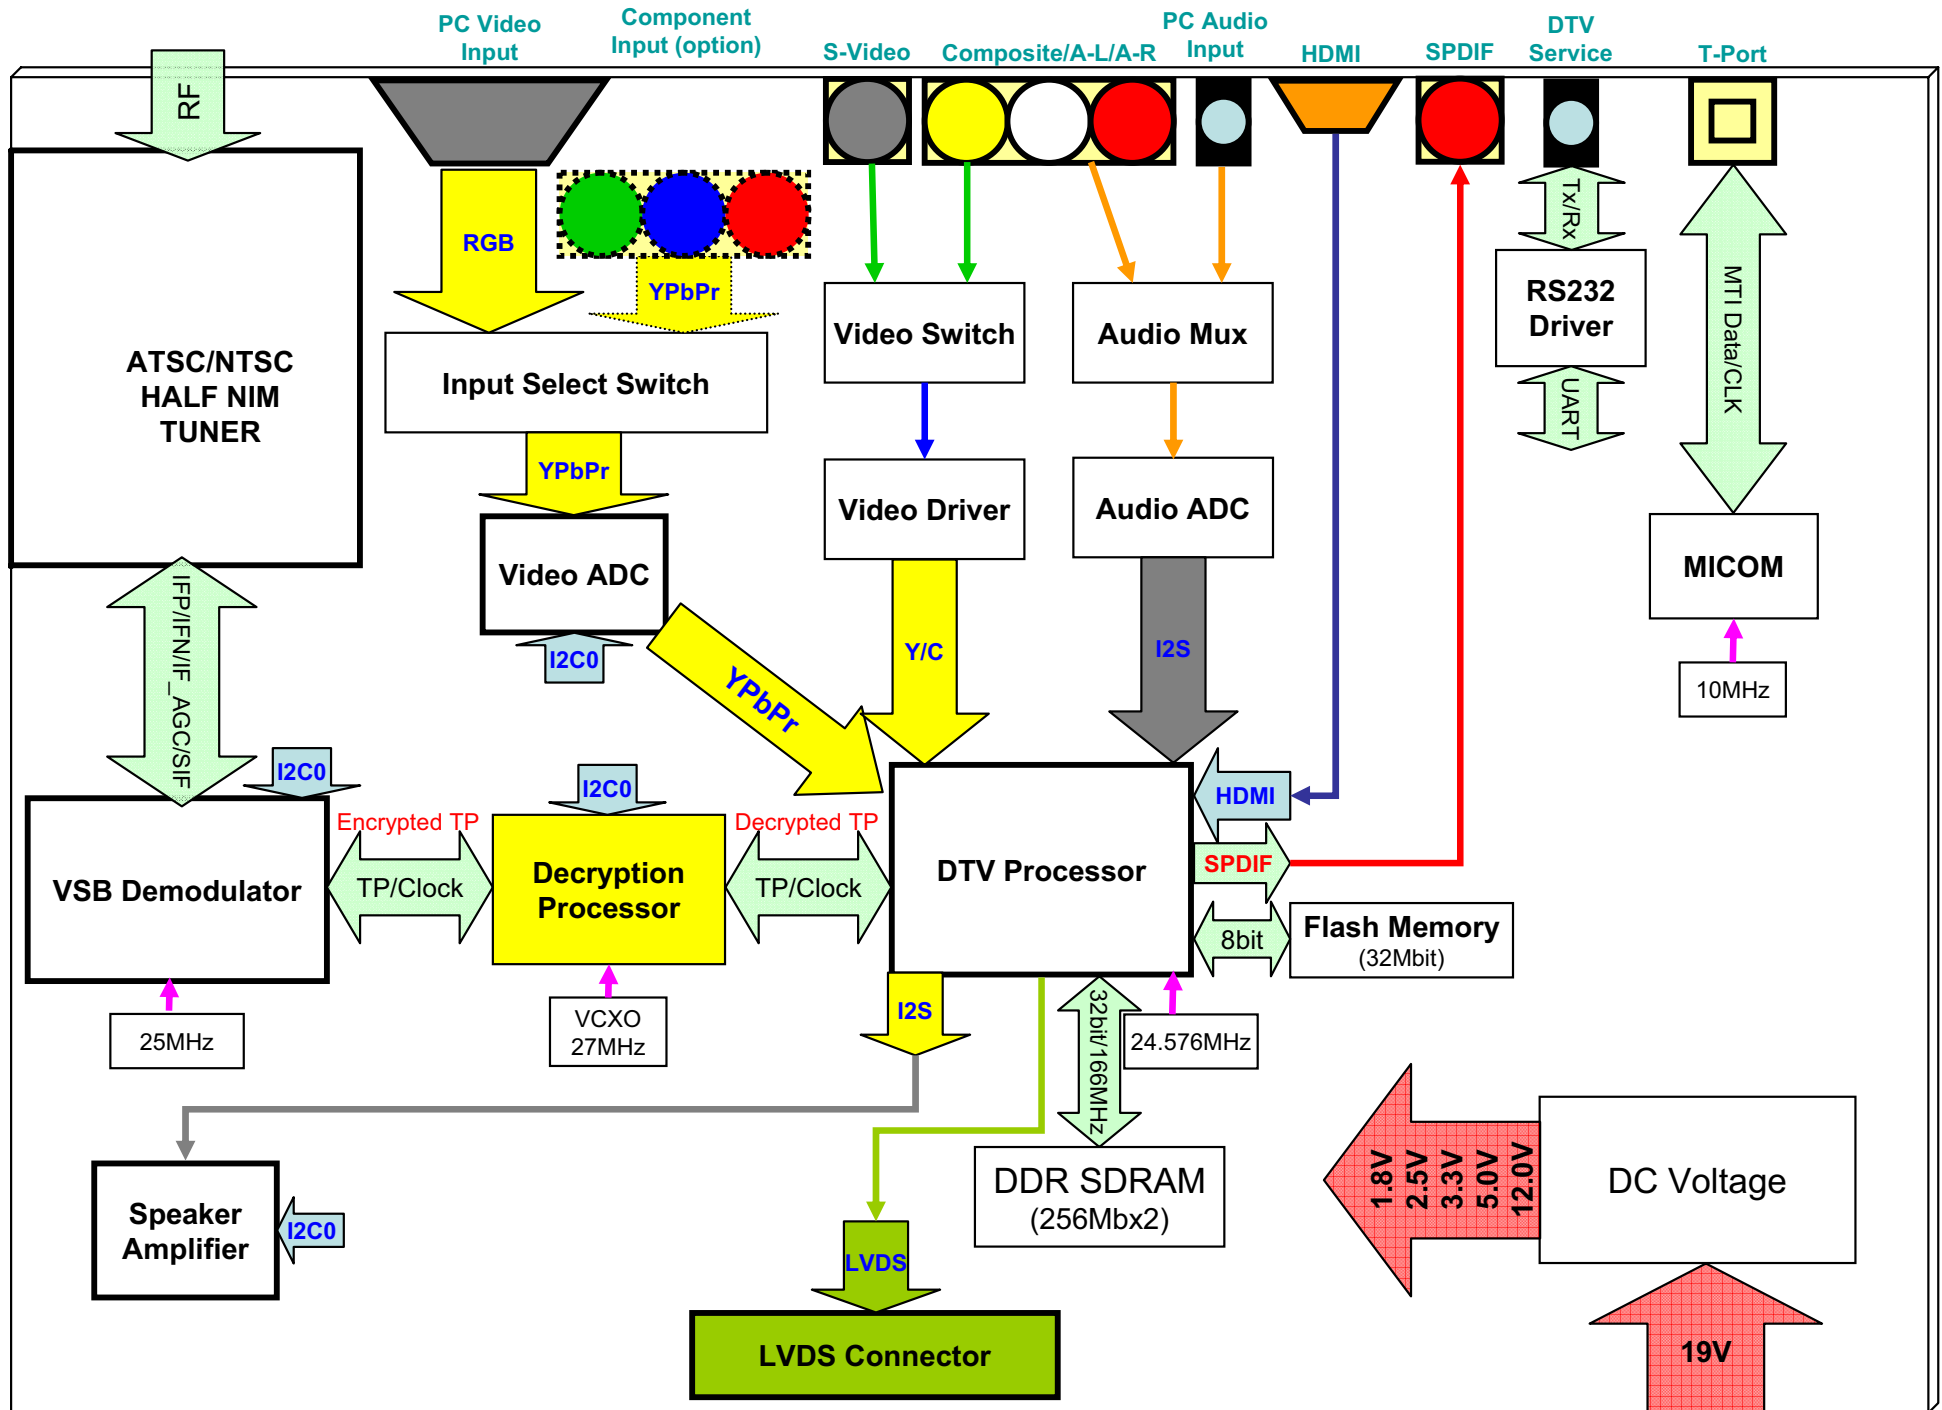 PC Video
Input
Component
Input (option)
S-Video
Composite/A-L/A-R
PC Audio
Input
HDMI
SPDIF
DTV
Service
T-Port
RF
RGB
YPbPr
Tx/Rx
MTI Data/CLK
ATSC/NTSC
HALF NIM
TUNER
Input Select Switch
Video Switch
Audio Mux
RS232
Driver
UART
YPbPr
Video ADC
I2C0
Video Driver
Audio ADC
MICOM
10MHz
IFP/IFN/IF_AGC/SIF
YPbPr
Y/C
I2S
I2C0
I2C0
HDMI
Encrypted TP
Decrypted TP
VSB Demodulator
TP/Clock
Decryption
Processor
TP/Clock
DTV Processor
SPDIF
8bit
Flash Memory
(32Mbit)
25MHz
VCXO
27MHz
I2S
32bit/166MHz
24.576MHz
Speaker
Amplifier
I2C0
DDR SDRAM
(256Mbx2)
LVDS
LVDS Connector
1.8V
2.5V
3.3V
5.0V
12.0V
DC Voltage
19V